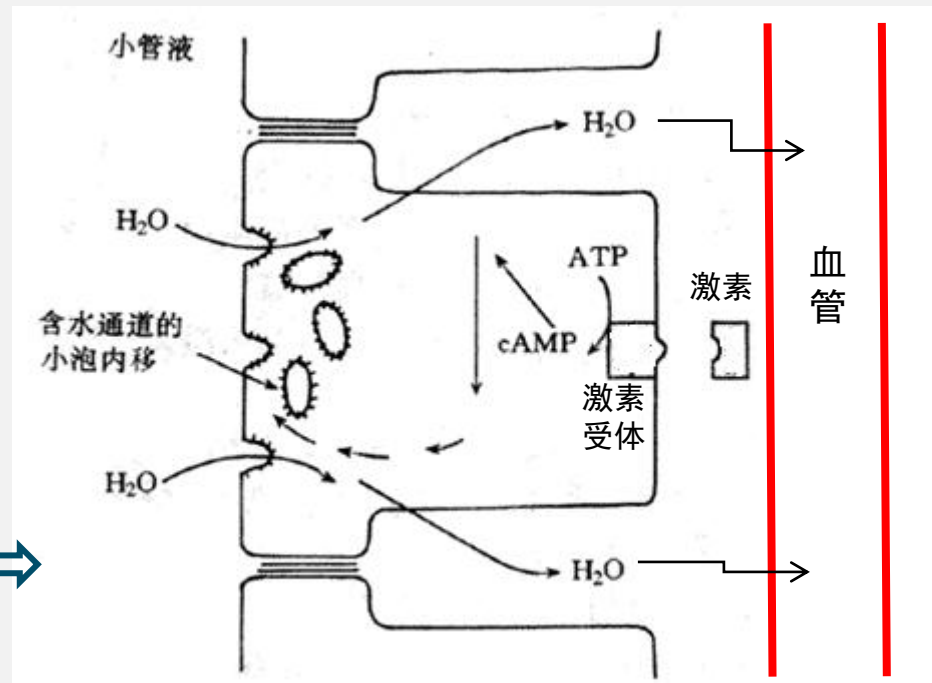 小管液
H₂O
H₂O
ATP
激素
血
管
含水通道的
小泡内移
cAMP
激素
受体
H₂O
H₂O